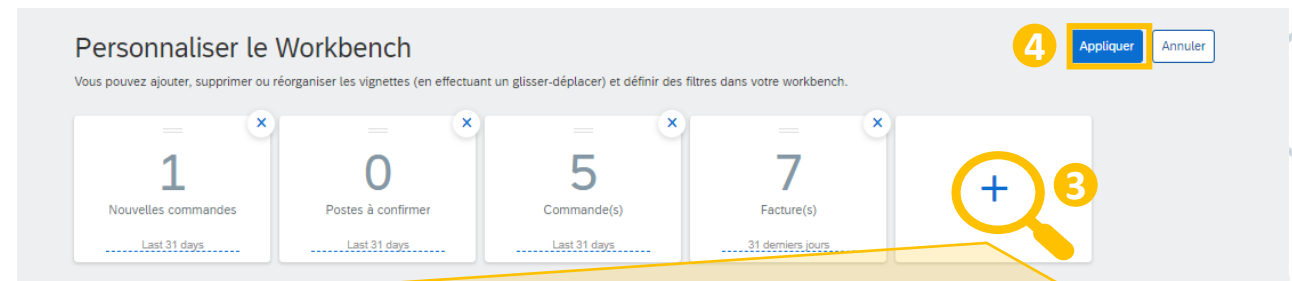 Personnaliser le Workbench
4
Appliquer
Annuler
Vous pouvez ajouter, supprimer ou réorganiser les vignettes (en effectuant un glisser-déplacer) et définir des filtres dans votre workbench.
1
0
5
7
+
3
Nouvelles commandes
Postes à confirmer
Commande(s)
Facture(s)
Last 31 days
Last 31 days
Last 31 days
31 derniers jours